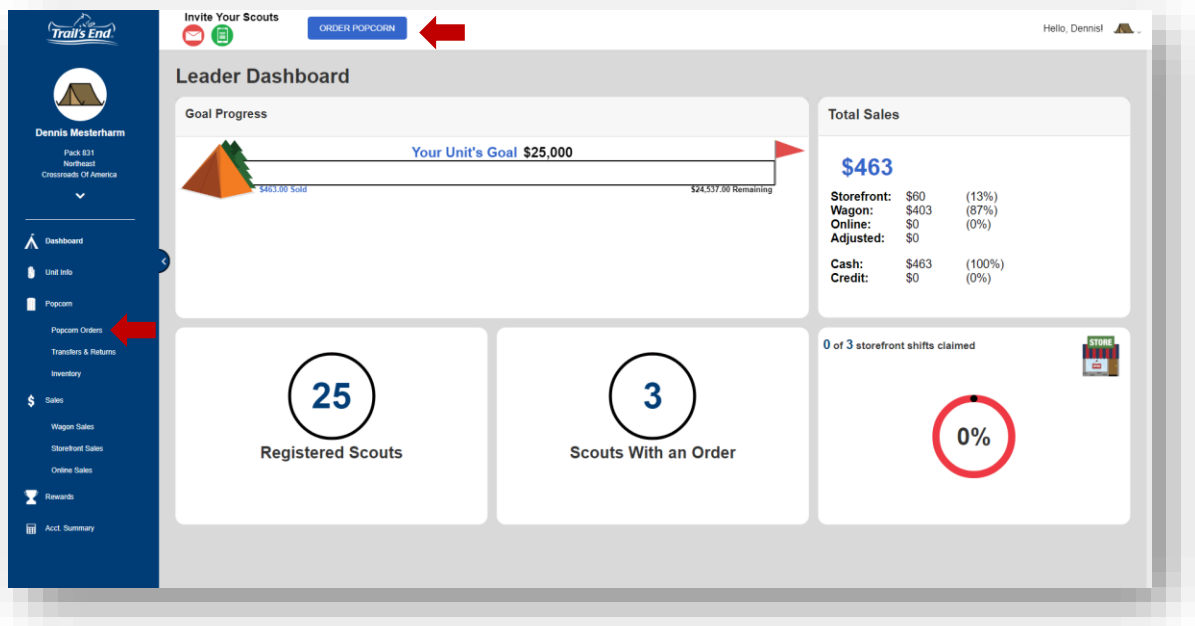 Trail's End
Invite Your Scouts
ORDER POPCORN
Hello, Dennis!
Dennis Mesterharm
Pack 831
Northeast
Crossroads Of America
Dashboard
Unit Info
Popcorn
Popcorn Orders
Transfers & Returns
Inventory
Sales
Wagon Sales
Storefront Sales
Online Sales
Rewards
Acct. Summary
Leader Dashboard
Goal Progress
Your Unit's Goal $25,000
$463.00 Sold
$24,537.00 Remaining
Total Sales
$463
Storefront: $60 (13%)
Wagon: $403 (87%)
Online: $0 (0%)
Adjusted: $0
Cash: $463 (100%)
Credit: $0 (0%)
25
Registered Scouts
3
Scouts With an Order
0 of 3 storefront shifts claimed
STORE
0%